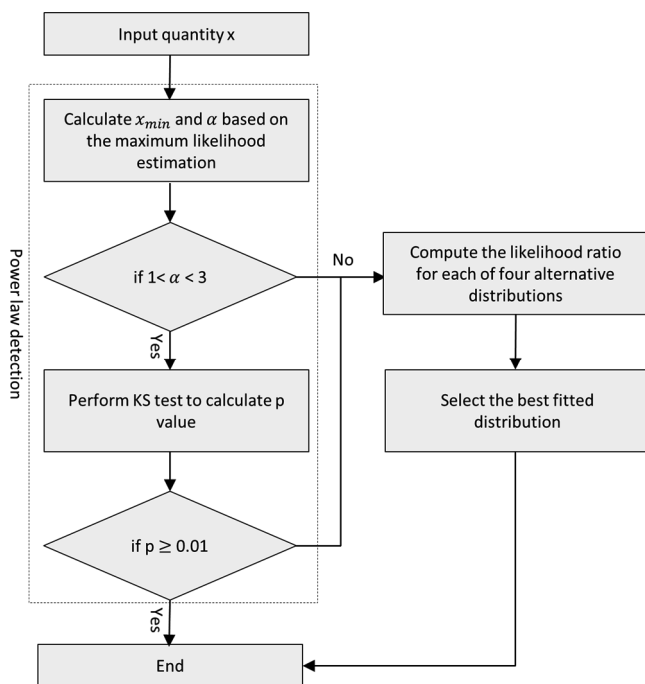 Input quantity x
Calculate x_min and α based on
the maximum likelihood
estimation
if 1< α < 3
No
Yes
Compute the likelihood ratio
for each of four alternative
distributions
Power law detection
Perform KS test to calculate p
value
Select the best fitted
distribution
if p ≥ 0.01
Yes
End